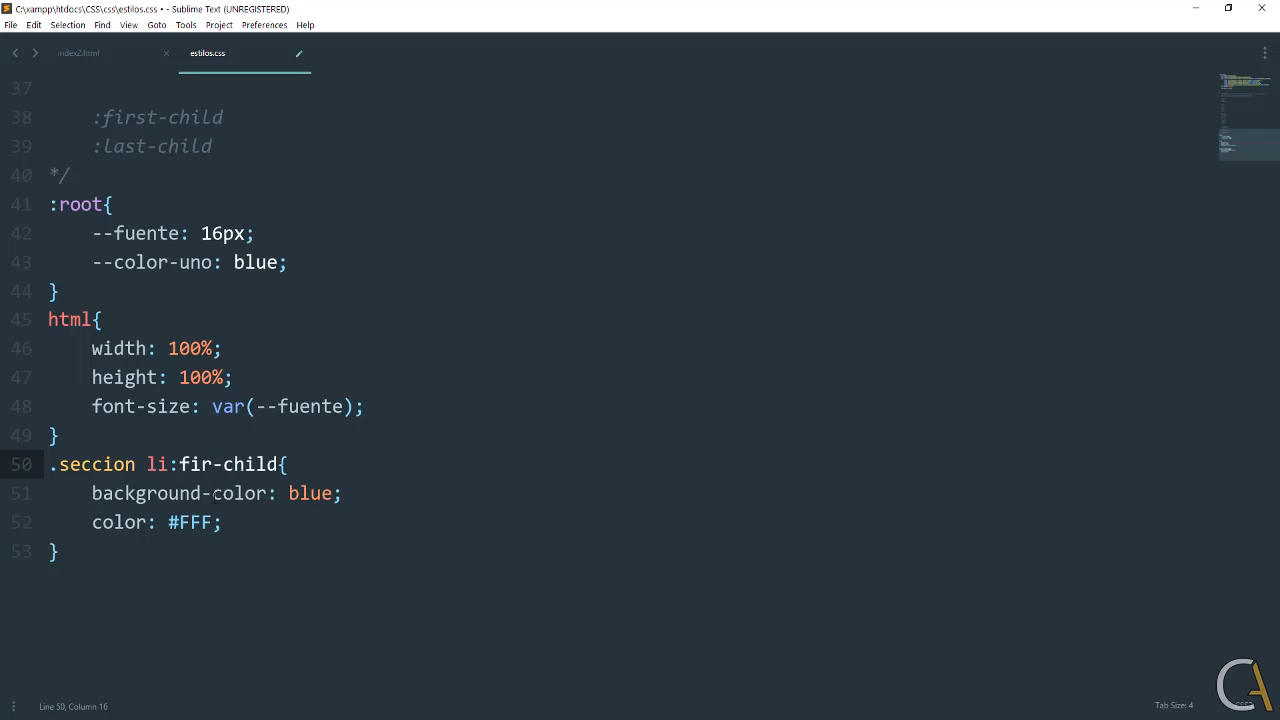 C:\xampp\htdocs\CSS\css\estilos.css • - Sublime Text (UNREGISTERED)
File Edit Selection Find View Goto Tools Project Preferences Help
index2.html × estilos.css
37
38 :first-child
39 :last-child
40 */
41 :root{
42 --fuente: 16px;
43 --color-uno: blue;
44 }
45 html{
46 width: 100%;
47 height: 100%;
48 font-size: var(--fuente);
49 }
50 .seccion li:fir-child{
51 background-color: blue;
52 color: #FFF;
53 }
CA
Line 50, Column 16
Tab Size: 4